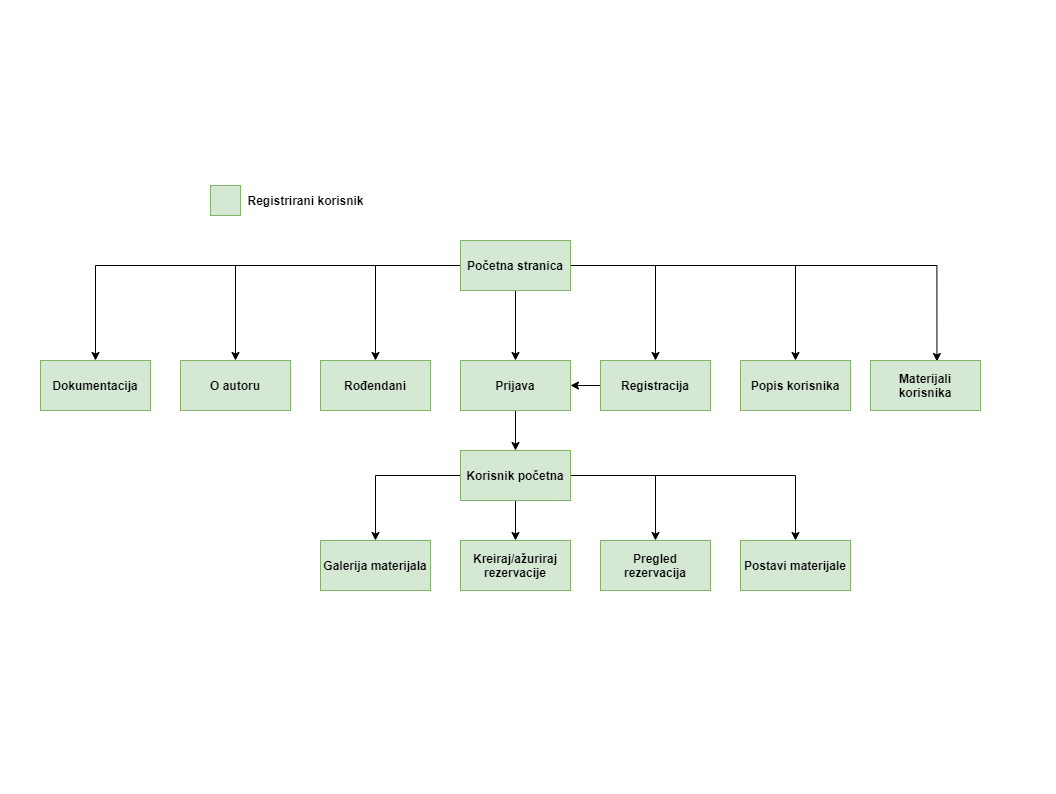 Registrirani korisnik
Početna stranica
Dokumentacija
O autoru
Rođendani
Prijava
Registracija
Popis korisnika
Materijali
korisnika
Korisnik početna
Galerija materijala
Kreiraj/ažuriraj
rezervacije
Pregled
rezervacija
Postavi materijale